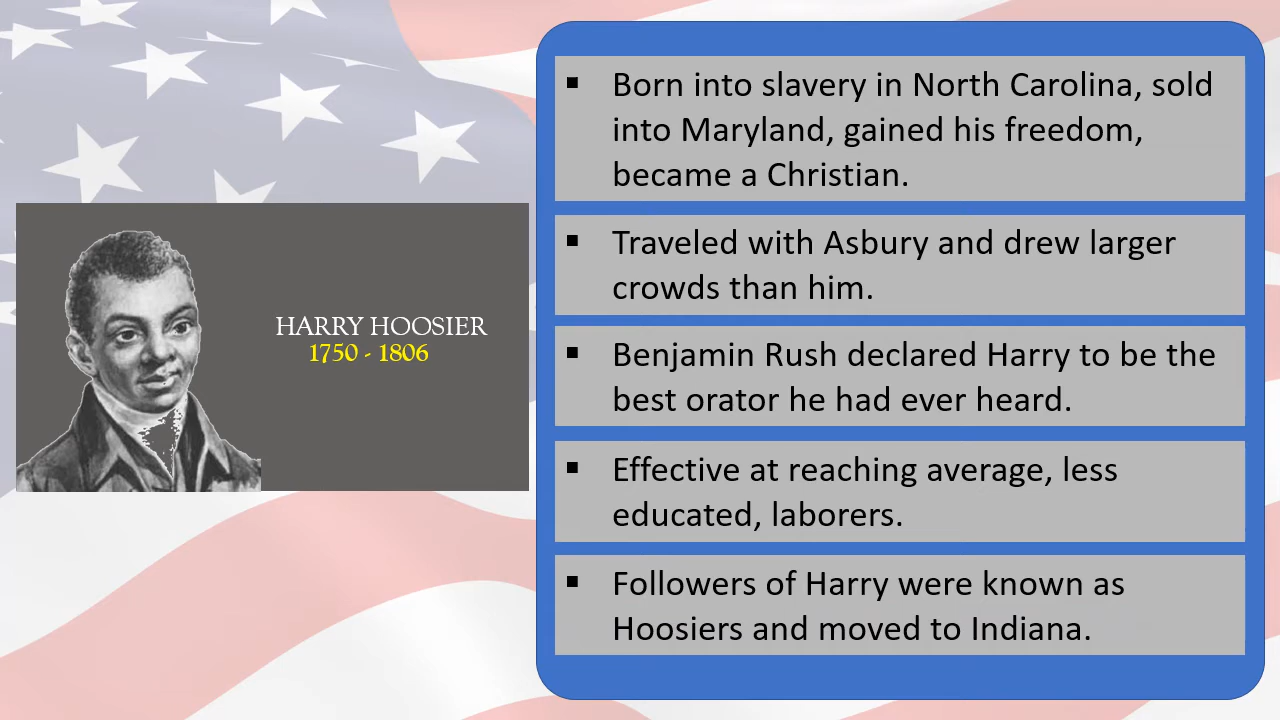 HARRY HOOSIER
1750 - 1806
▪ Born into slavery in North Carolina, sold
into Maryland, gained his freedom,
became a Christian.
▪ Traveled with Asbury and drew larger
crowds than him.
▪ Benjamin Rush declared Harry to be the
best orator he had ever heard.
▪ Effective at reaching average, less
educated, laborers.
▪ Followers of Harry were known as
Hoosiers and moved to Indiana.